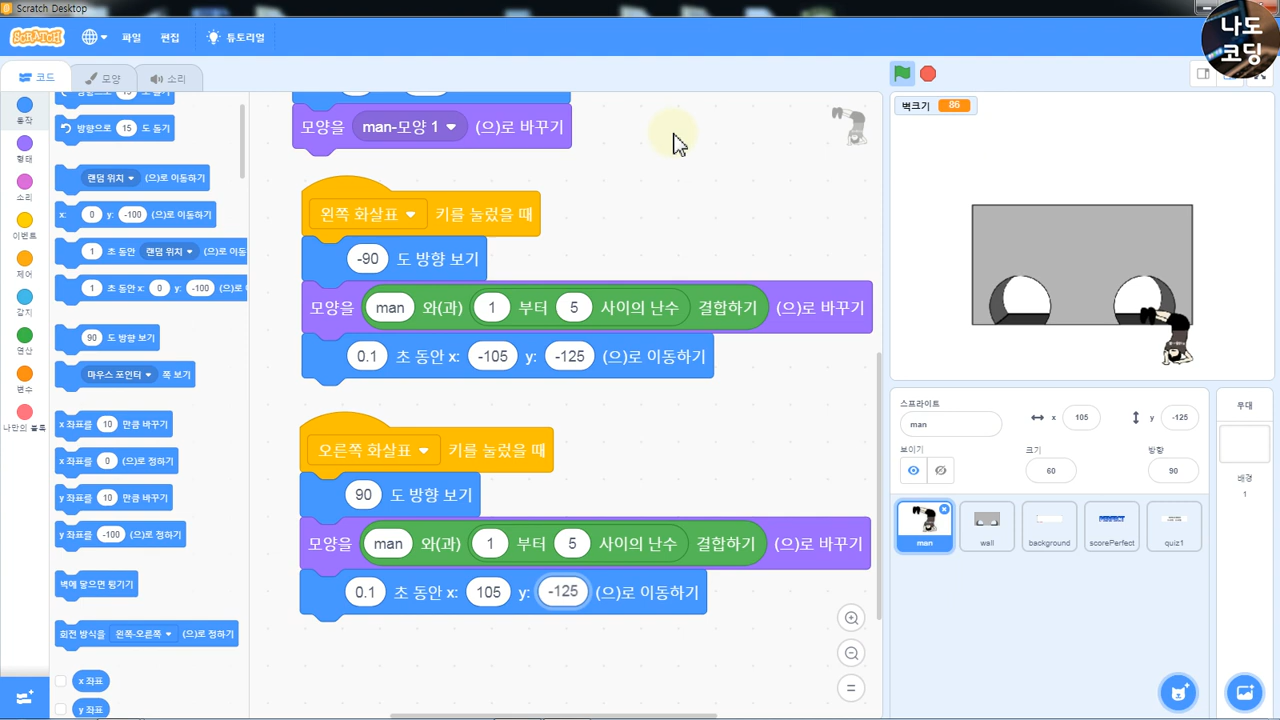 Scratch Desktop
SCRATCH
파일
편집
튜토리얼
나도
코딩
코드
모양
소리
동작
형태
소리
이벤트
제어
감지
연산
변수
나만의 블록
방향으로 15 도 돌기
랜덤 위치 (으)로 이동하기
x: 0 y: -100 (으)로 이동하기
1 초 동안 랜덤 위치 (으)로 이동
1 초 동안 x: 0 y: -100 (으)로
90 도 방향 보기
마우스 포인터 쪽 보기
x 좌표를 10 만큼 바꾸기
x 좌표를 0 (으)로 정하기
y 좌표를 10 만큼 바꾸기
y 좌표를 -100 (으)로 정하기
벽에 닿으면 튕기기
회전 방식을 왼쪽-오른쪽 (으)로 정하기
x 좌표
y 좌표
모양을 man-모양 1 (으)로 바꾸기
왼쪽 화살표 키를 눌렀을 때
-90 도 방향 보기
모양을 man 와(과) 1 부터 5 사이의 난수 결합하기 (으)로 바꾸기
0.1 초 동안 x: -105 y: -125 (으)로 이동하기
오른쪽 화살표 키를 눌렀을 때
90 도 방향 보기
모양을 man 와(과) 1 부터 5 사이의 난수 결합하기 (으)로 바꾸기
0.1 초 동안 x: 105 y: -125 (으)로 이동하기
벽크기 86
스프라이트
man
x 105
y -125
보이기
크기
60
방향
90
man
wall
background
scorePerfect
quiz1
무대
배경
1